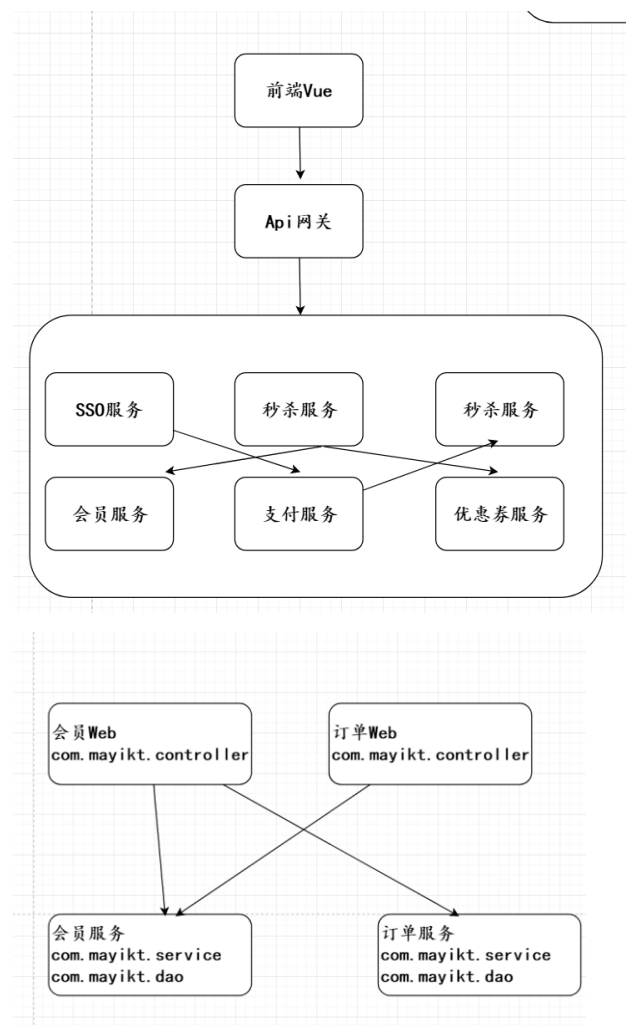 前端Vue
Api网关
SSO服务
秒杀服务
秒杀服务
会员服务
支付服务
优惠券服务
会员Web
com.mayikt.controller
订单Web
com.mayikt.controller
会员服务
com.mayikt.service
com.mayikt.dao
订单服务
com.mayikt.service
com.mayikt.dao